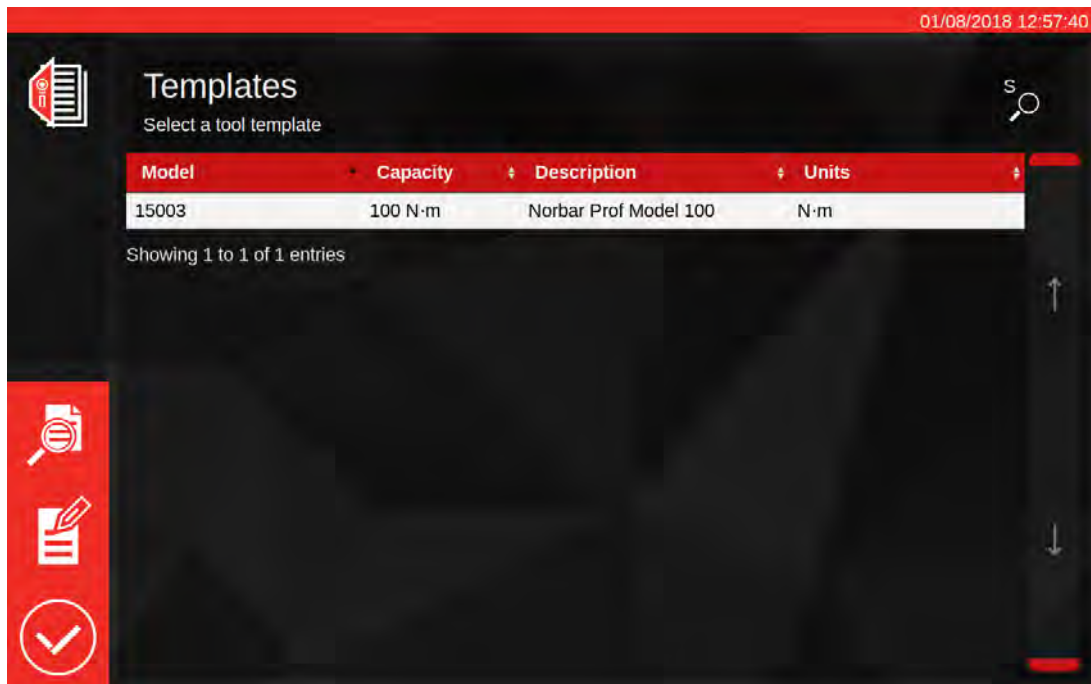 01/08/2018 12:57:40
Templates
S
Select a tool template
Model Capacity Description Units
15003 100 N·m Norbar Prof Model 100 N·m
Showing 1 to 1 of 1 entries